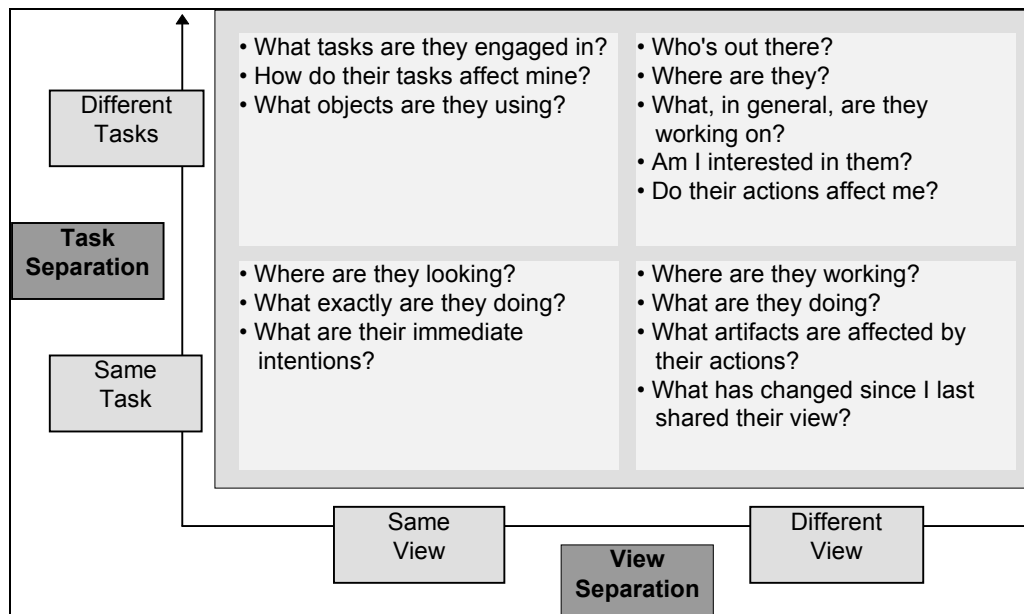 • What tasks are they engaged in?
• How do their tasks affect mine?
• What objects are they using?
• Who's out there?
• Where are they?
• What, in general, are they
working on?
• Am I interested in them?
• Do their actions affect me?
Different
Tasks
Task
Separation
• Where are they looking?
• What exactly are they doing?
• What are their immediate
intentions?
• Where are they working?
• What are they doing?
• What artifacts are affected by
their actions?
• What has changed since I last
shared their view?
Same
Task
Same
View
Different
View
View
Separation